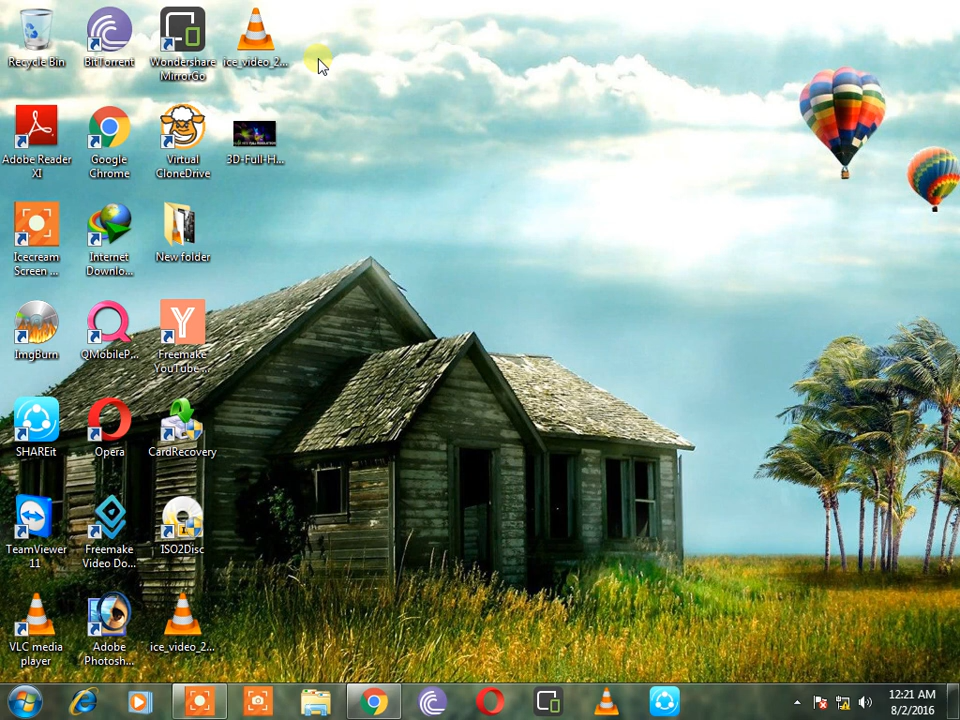 Recycle Bin
BitTorrent
Wondershare
MirrorGo
ice_video_2...
Adobe Reader
XI
Google
Chrome
Virtual
CloneDrive
3D-Full-H...
Icecream
Screen ...
Internet
Downlo...
New folder
ImgBurn
QMobileP...
Freemake
YouTube ...
SHAREit
Opera
CardRecovery
TeamViewer
11
Freemake
Video Do...
ISO2Disc
VLC media
player
Adobe
Photosh...
ice_video_2...
12:21 AM
8/2/2016